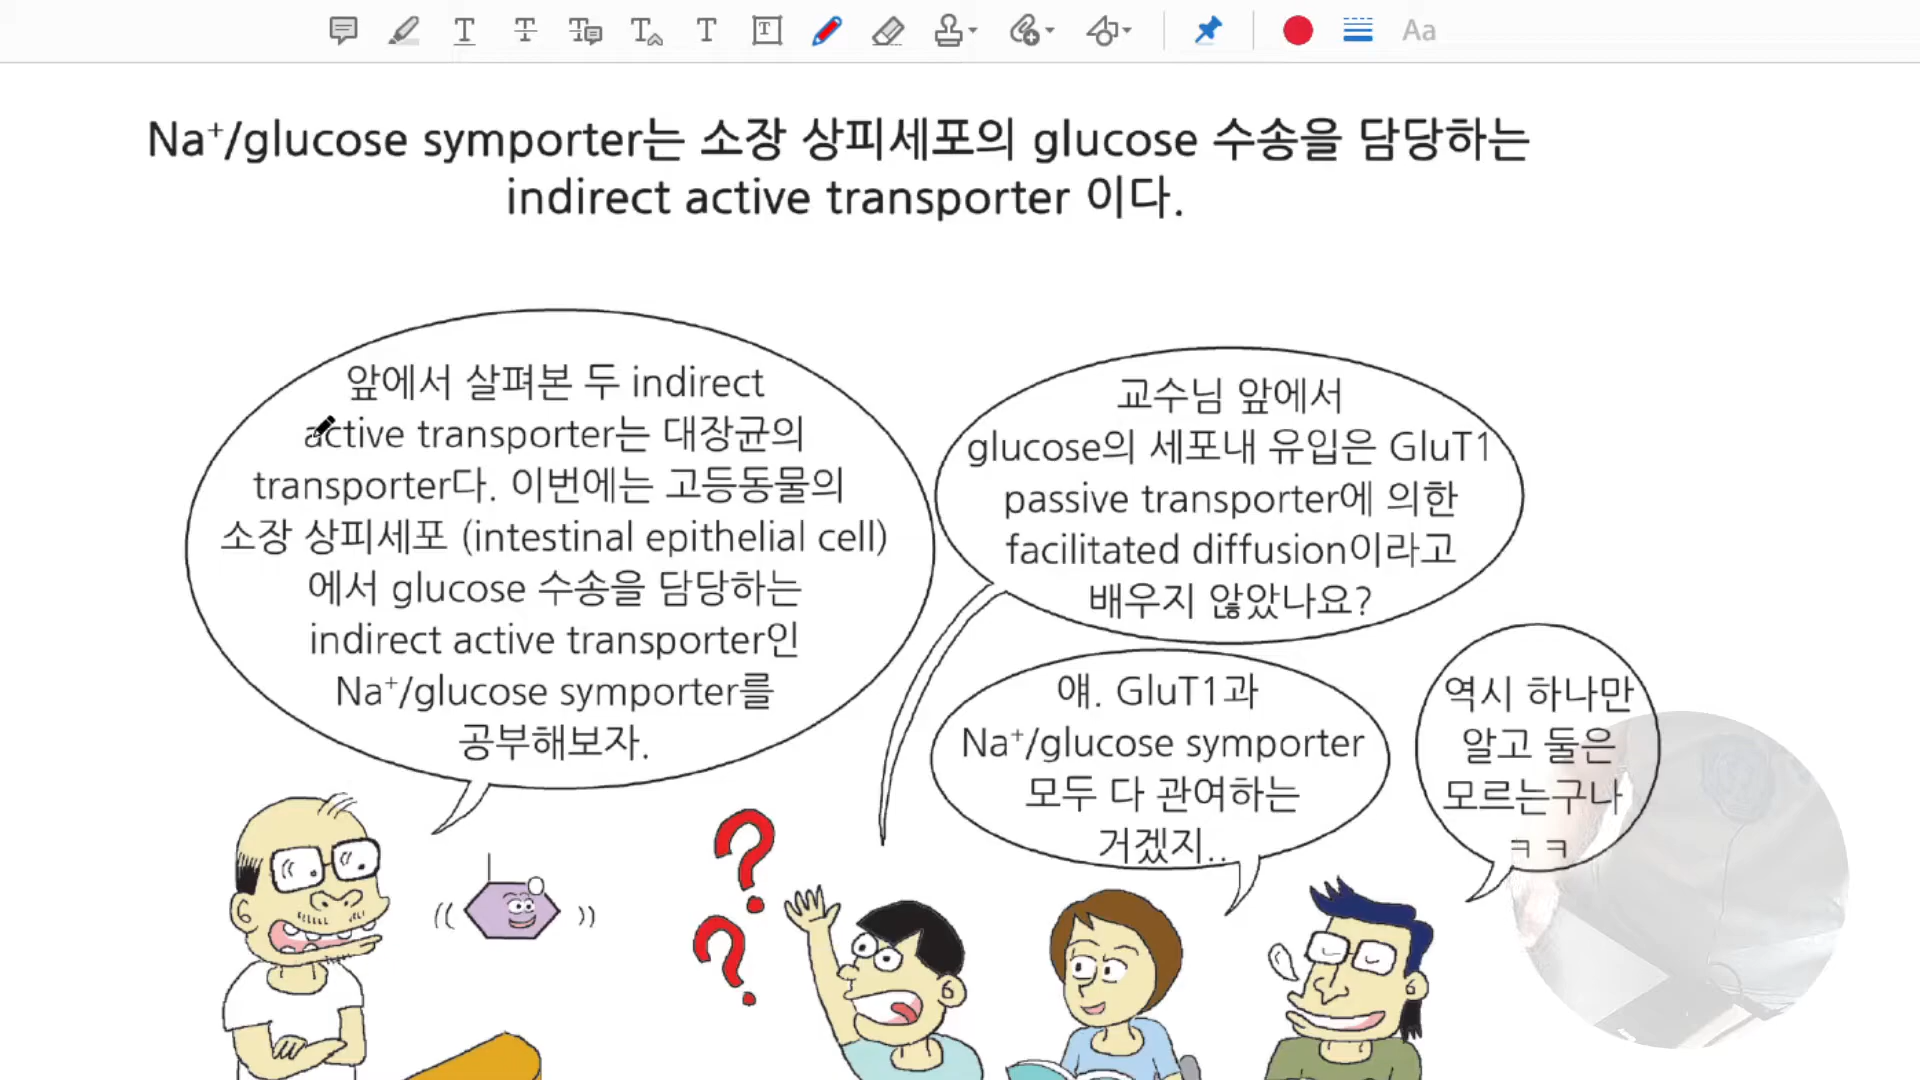 Aa
Na⁺/glucose symporter는 소장 상피세포의 glucose 수송을 담당하는
indirect active transporter 이다.
앞에서 살펴본 두 indirect
active transporter는 대장균의
transporter다. 이번에는 고등동물의
소장 상피세포 (intestinal epithelial cell)
에서 glucose 수송을 담당하는
indirect active transporter인
Na⁺/glucose symporter를
공부해보자.
교수님 앞에서
glucose의 세포내 유입은 GluT1
passive transporter에 의한
facilitated diffusion이라고
배우지 않았나요?
얘. GluT1과
Na⁺/glucose symporter
모두 다 관여하는
거겠지..
역시 하나만
알고 둘은
모르는구나
ㅋㅋ
?
?